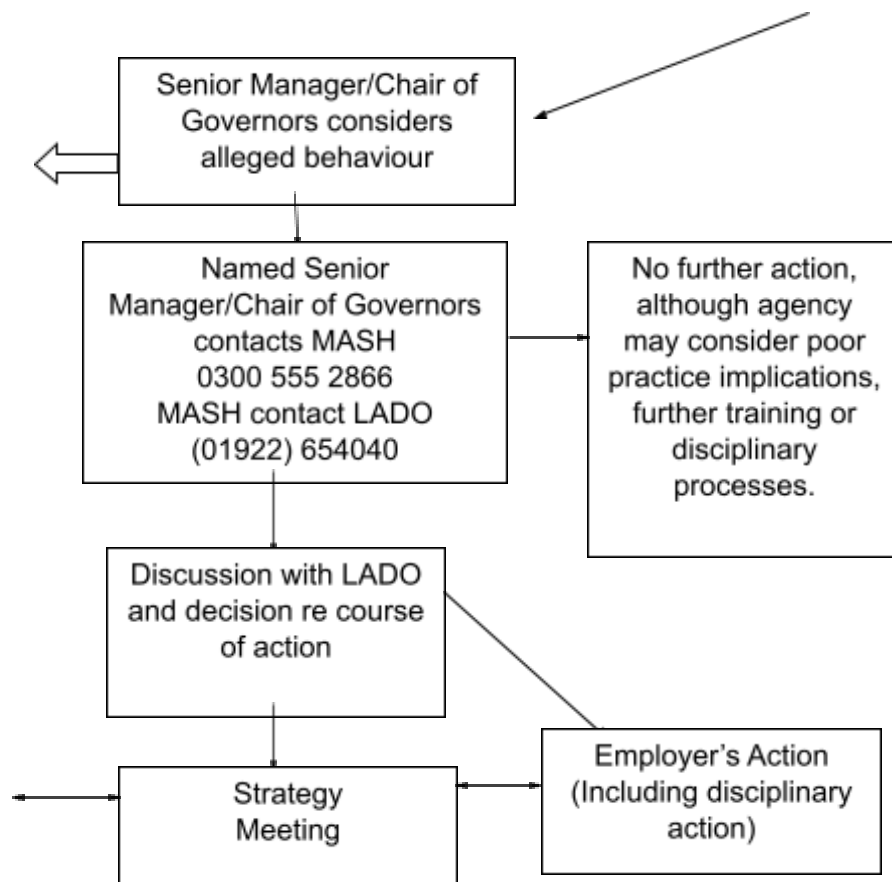 Senior Manager/Chair of
Governors considers
alleged behaviour
Named Senior
Manager/Chair of Governors
contacts MASH
0300 555 2866
MASH contact LADO
(01922) 654040
No further action,
although agency
may consider poor
practice implications,
further training or
disciplinary
processes.
Discussion with LADO
and decision re course
of action
Strategy
Meeting
Employer’s Action
(Including disciplinary
action)